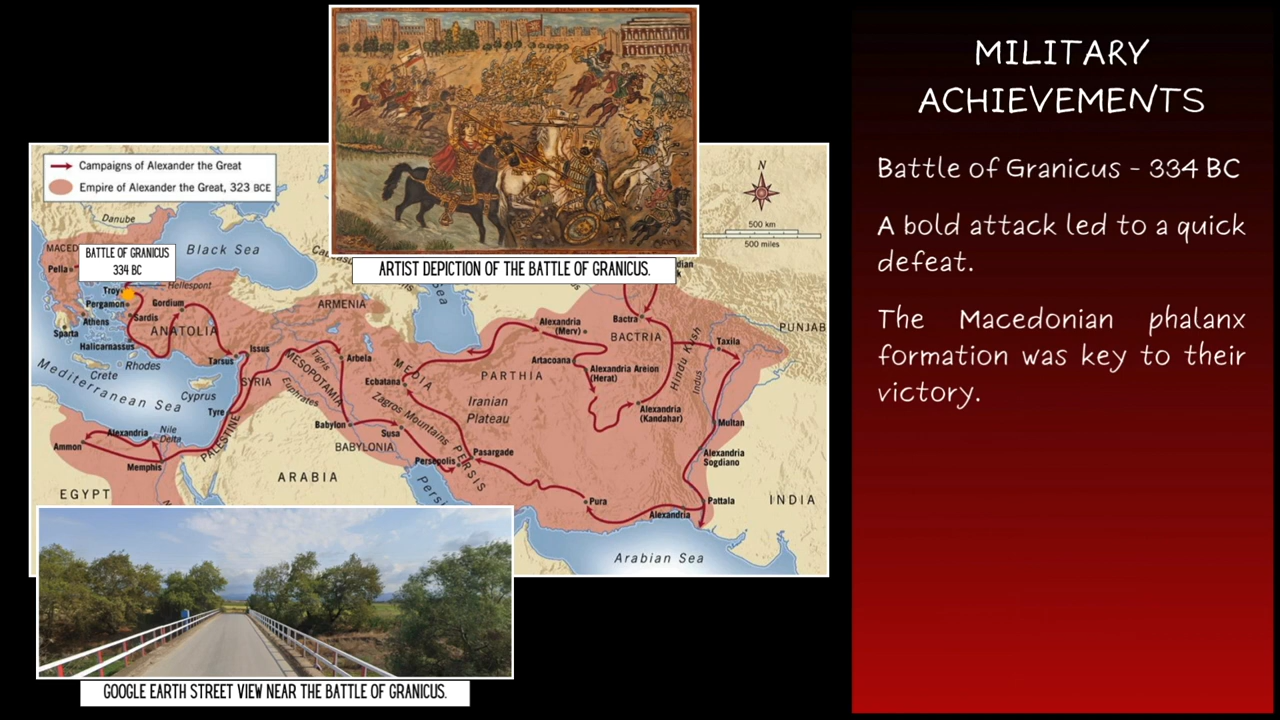 MILITARY
ACHIEVEMENTS
Battle of Granicus - 334 BC
A bold attack led to a quick
defeat.
The Macedonian phalanx
formation was key to their
victory.
ARTIST DEPICTION OF THE BATTLE OF GRANICUS.
Campaigns of Alexander the Great
Empire of Alexander the Great, 323 BCE
N
500 km
500 miles
Danube
Black Sea
MACED
BATTLE OF GRANICUS
334 BC
Pella
Hellespont
Troy
Pergamon
Gordium
Sardis
Athens
ANATOLIA
Sparta
Halicarnassus
ARMENIA
Sea
Rhodes
Crete
Mediterranean Sea
Cyprus
Tarsus
Issus
SYRIA
Tyre
PALESTINE
MESOPOTAMIA
Tigris
Euphrates
Arbela
MEDIA
Ecbatana
Zagros Mountains
Babylon
Susa
BABYLONIA
Persepolis
PERSIS
Pasargade
PARTHIA
Iranian
Plateau
Alexandria
(Merv)
Bactra
BACTRIA
Hindu Kush
Indus
Taxila
PUNJAB
Artacoana
Alexandria Areion
(Herat)
Alexandria
(Kandahar)
Multan
Alexandria
Sogdiano
Pura
Alexandria
Pattala
INDIA
Arabian Sea
Alexandria
Nile
Delta
Ammon
Memphis
EGYPT
ARABIA
Persi
GOOGLE EARTH STREET VIEW NEAR THE BATTLE OF GRANICUS.